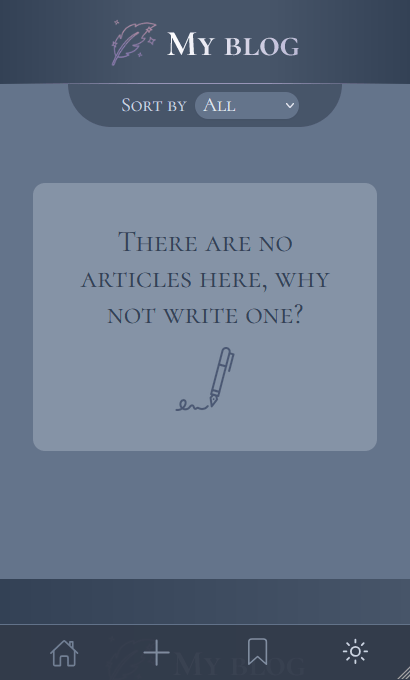 My blog
Sort by All
There are no
articles here, why
not write one?
My blog